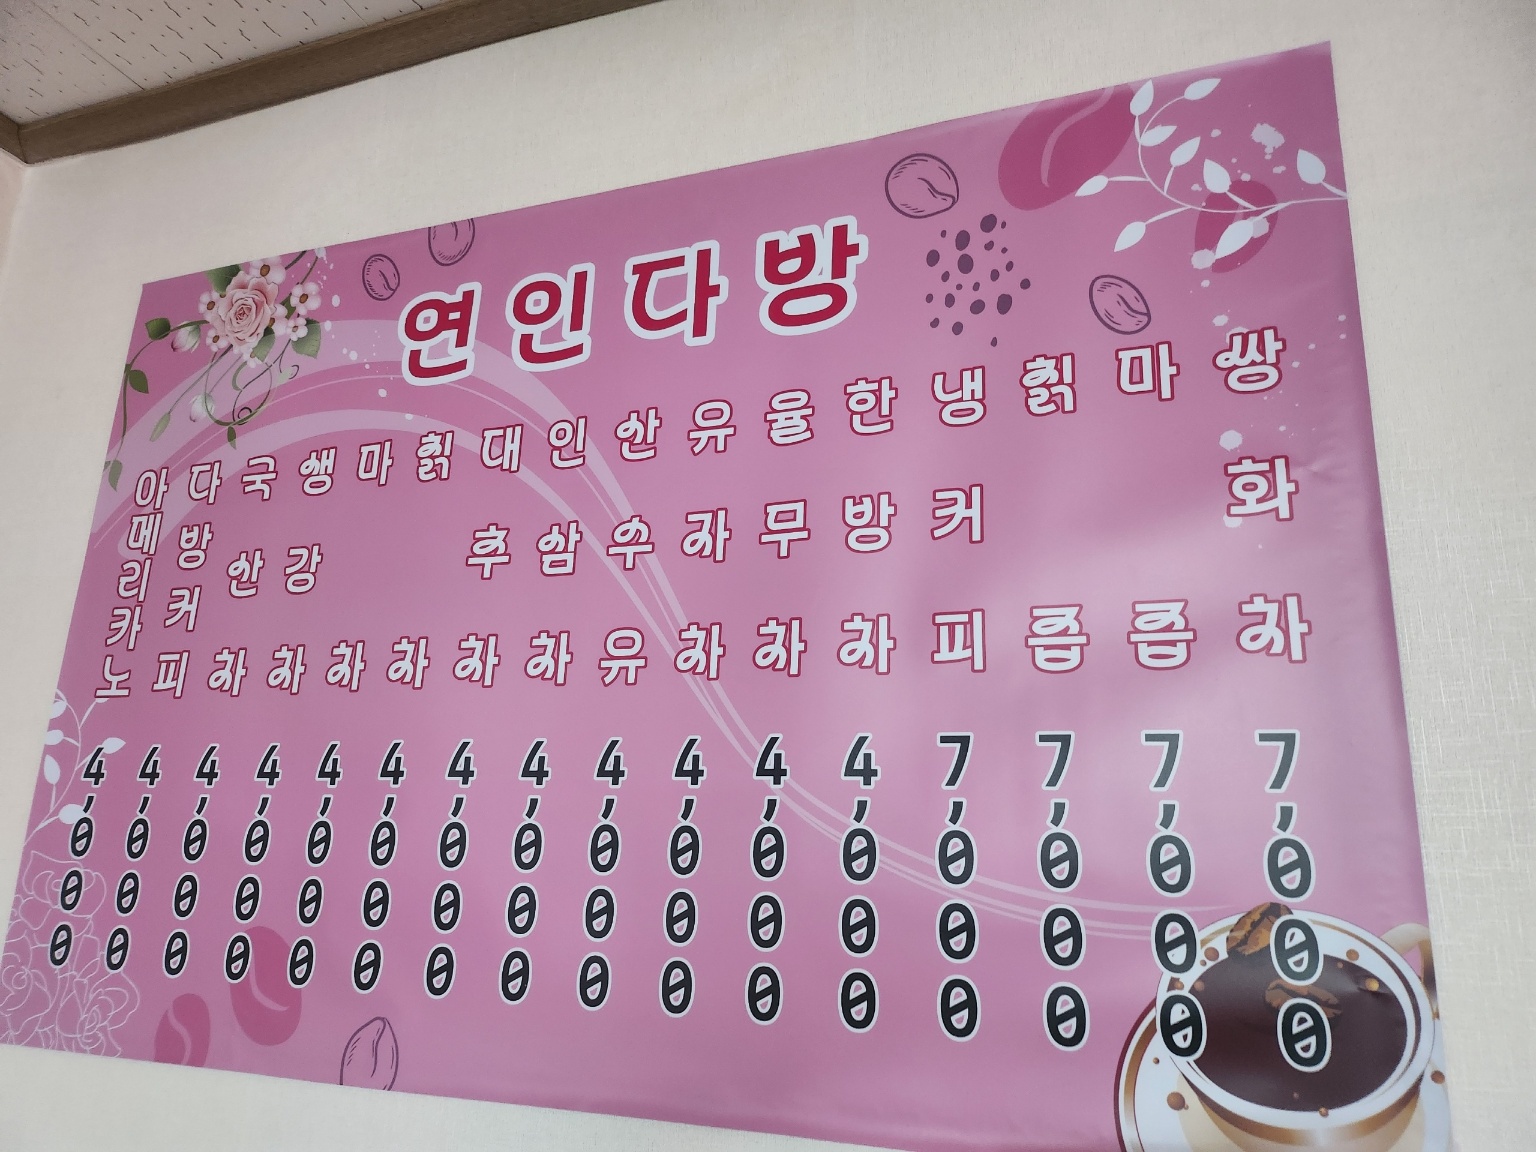 연인다방
쌍화차 7,000
마즙 7,000
칡즙 7,000
냉커피 7,000
한방차 4,000
율무차 4,000
유자차 4,000
산수유 4,000
인삼차 4,000
대추차 4,000
칡차 4,000
마차 4,000
생강차 4,000
국산차 4,000
다방커피 4,000
아메리카노 4,000